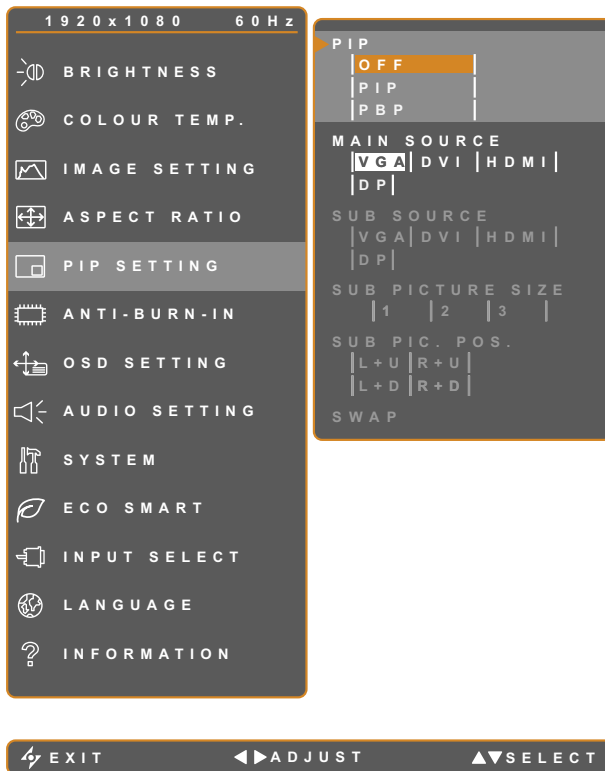 1920x1080 60Hz
BRIGHTNESS
COLOUR TEMP.
IMAGE SETTING
ASPECT RATIO
PIP SETTING
ANTI-BURN-IN
OSD SETTING
AUDIO SETTING
SYSTEM
ECO SMART
INPUT SELECT
LANGUAGE
INFORMATION
PIP
OFF
PIP
PBP
MAIN SOURCE
VGA DVI HDMI
DP
SUB SOURCE
VGA DVI HDMI
DP
SUB PICTURE SIZE
1 2 3
SUB PIC. POS.
L+U R+U
L+D R+D
SWAP
EXIT ADJUST SELECT